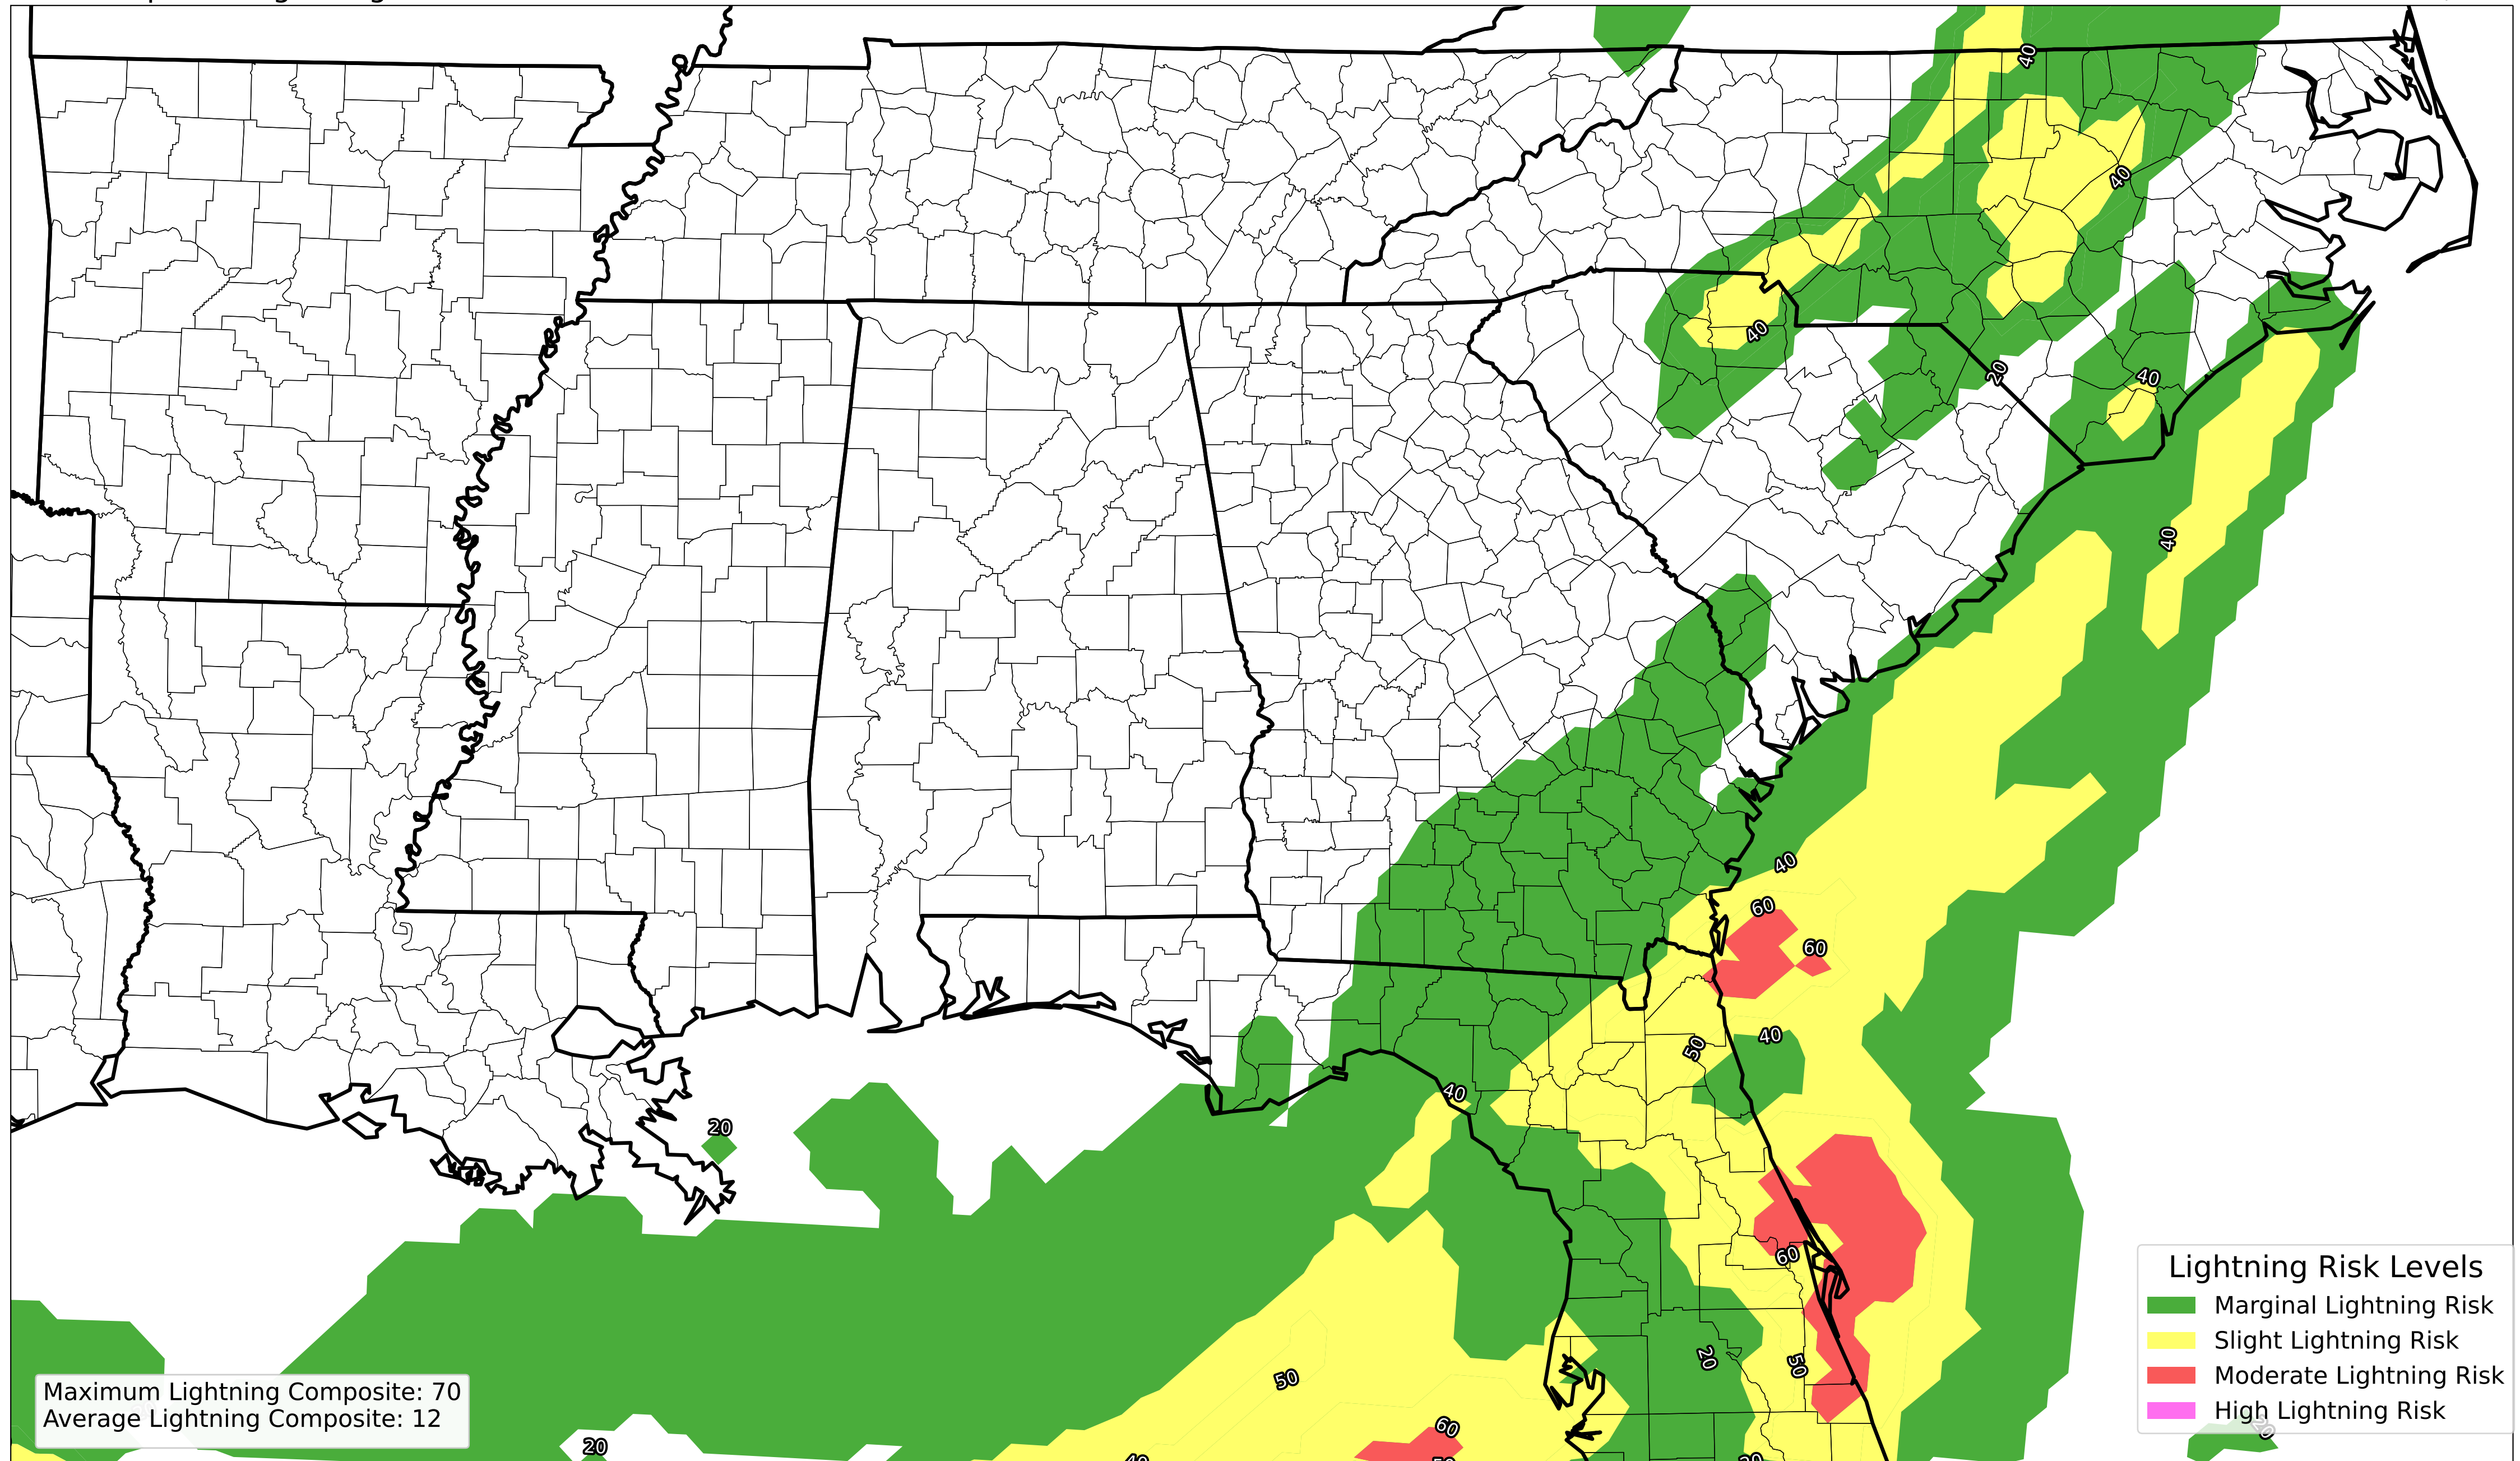 40
40
40
20
40
40
40
60
60
40
50
40
20
60
50
20
50
60
20
Lightning Risk Levels
Marginal Lightning Risk
Slight Lightning Risk
Moderate Lightning Risk
High Lightning Risk
Maximum Lightning Composite: 70
Average Lightning Composite: 12